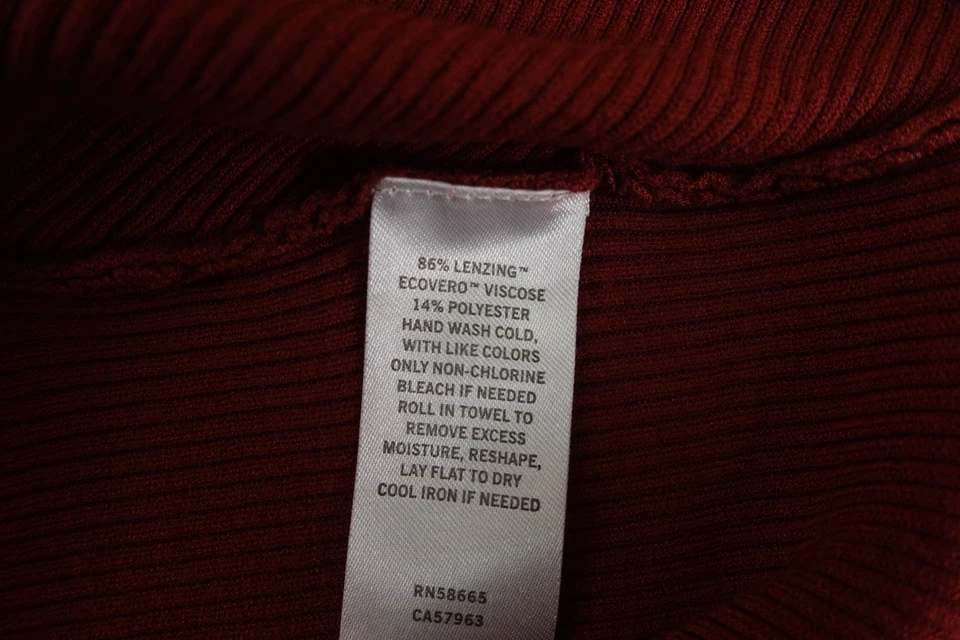 86% LENZING™
ECOVERO™ VISCOSE
14% POLYESTER
HAND WASH COLD,
WITH LIKE COLORS
ONLY NON-CHLORINE
BLEACH IF NEEDED
ROLL IN TOWEL TO
REMOVE EXCESS
MOISTURE, RESHAPE,
LAY FLAT TO DRY
COOL IRON IF NEEDED
RN58665
CA57963